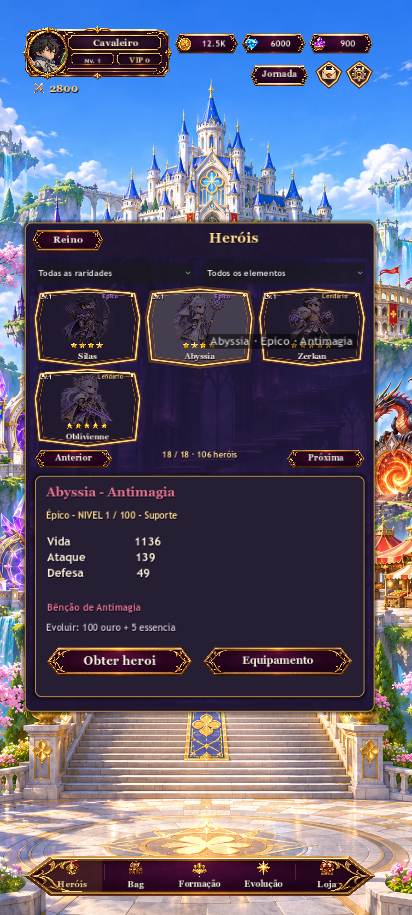 Cavaleiro
Nv. 1
VIP 0
12.5K
6000
900
2800
Jornada
Reino
Heróis
Todas as raridades
Todos os elementos
Épico
Silas
Épico
Abyssia
Lendário
Zerkan
Abyssia · Épico · Antimagia
Lendário
Oblivienne
Anterior
18 / 18 · 106 heróis
Próxima
Abyssia - Antimagia
Épico - NIVEL 1 / 100 - Suporte
Vida 1136
Ataque 139
Defesa 49
Bênção de Antimagia
Evoluir: 100 ouro + 5 essencia
Obter heroi
Equipamento
Heróis
Bag
Formação
Evolução
Loja